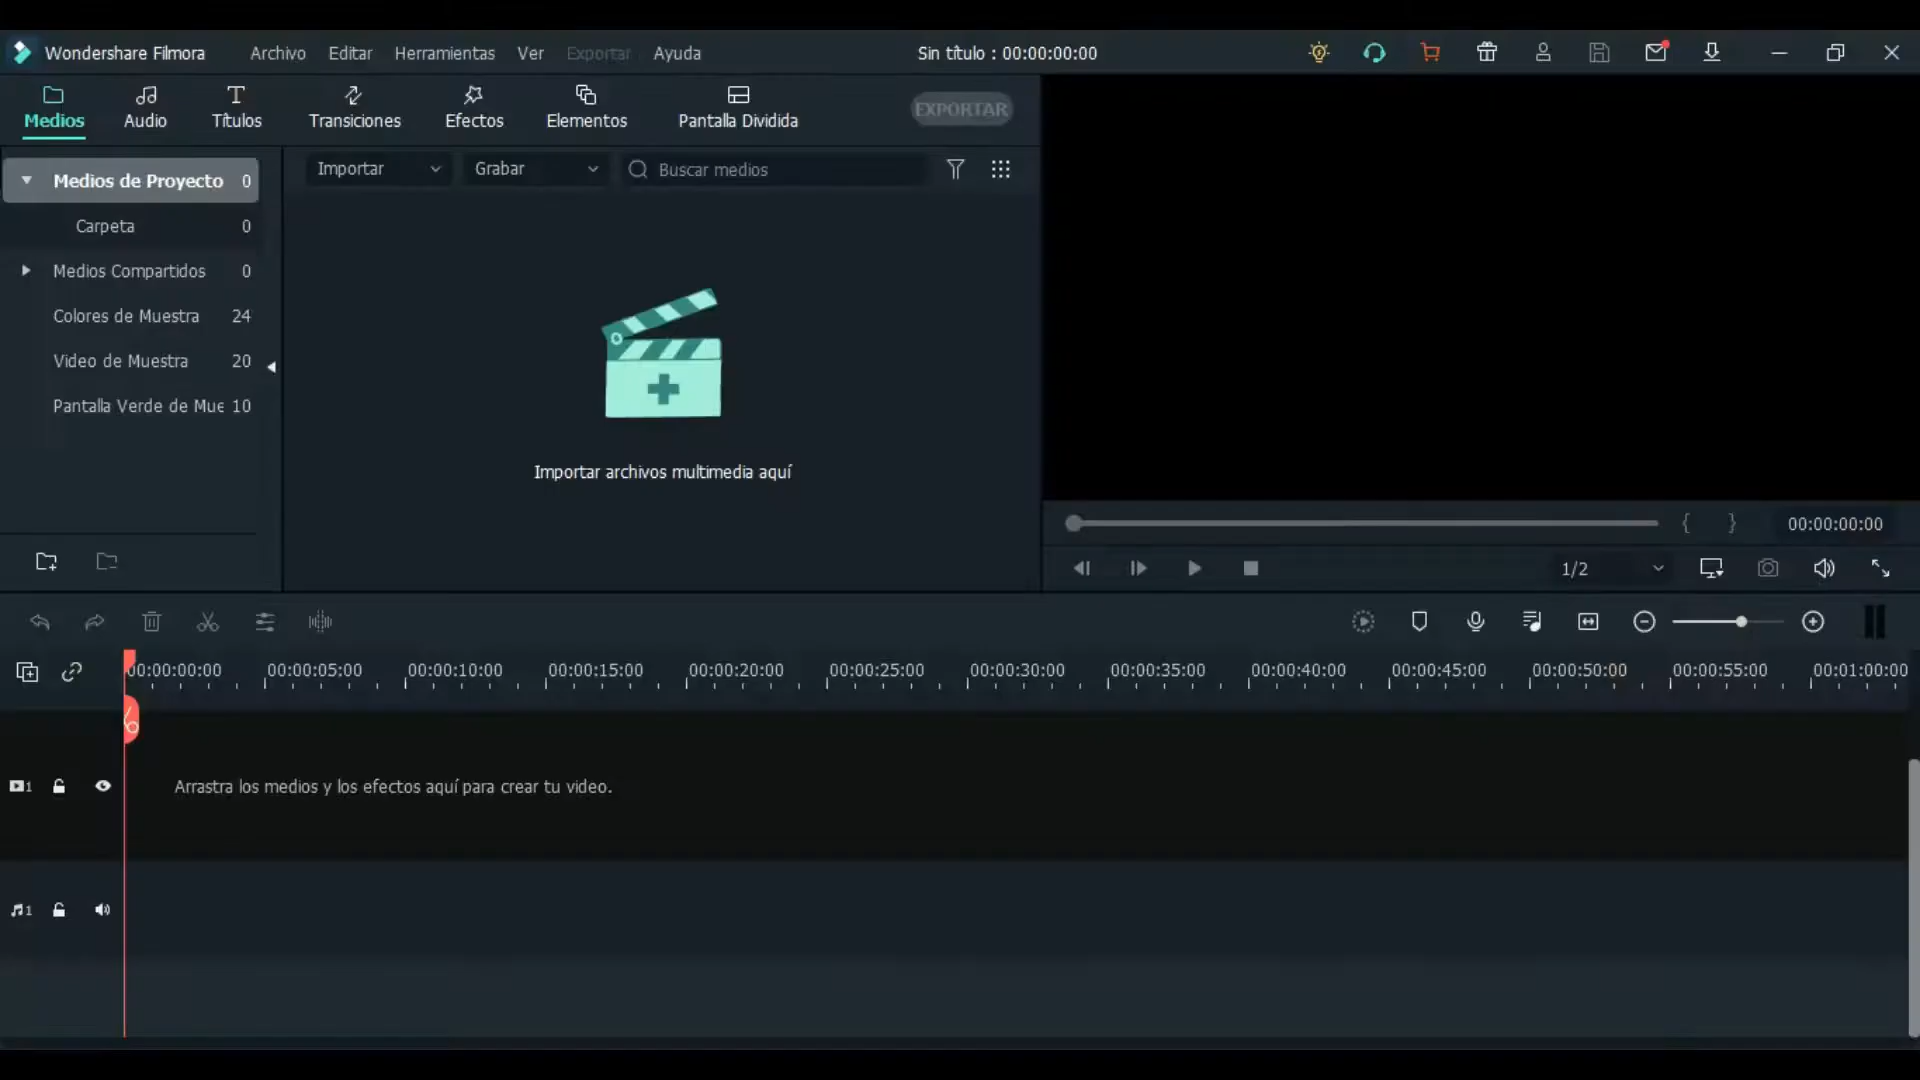 Wondershare Filmora Archivo Editar Herramientas Ver Exportar Ayuda Sin título : 00:00:00:00
Medios Audio Títulos Transiciones Efectos Elementos Pantalla Dividida EXPORTAR
Importar Grabar Buscar medios
Medios de Proyecto 0
Carpeta 0
Medios Compartidos 0
Colores de Muestra 24
Video de Muestra 20
Pantalla Verde de Mue 10
Importar archivos multimedia aquí
{ } 00:00:00:00
1/2
00:00:00:00 00:00:05:00 00:00:10:00 00:00:15:00 00:00:20:00 00:00:25:00 00:00:30:00 00:00:35:00 00:00:40:00 00:00:45:00 00:00:50:00 00:00:55:00 00:01:00:00
1 Arrastra los medios y los efectos aquí para crear tu video.
1